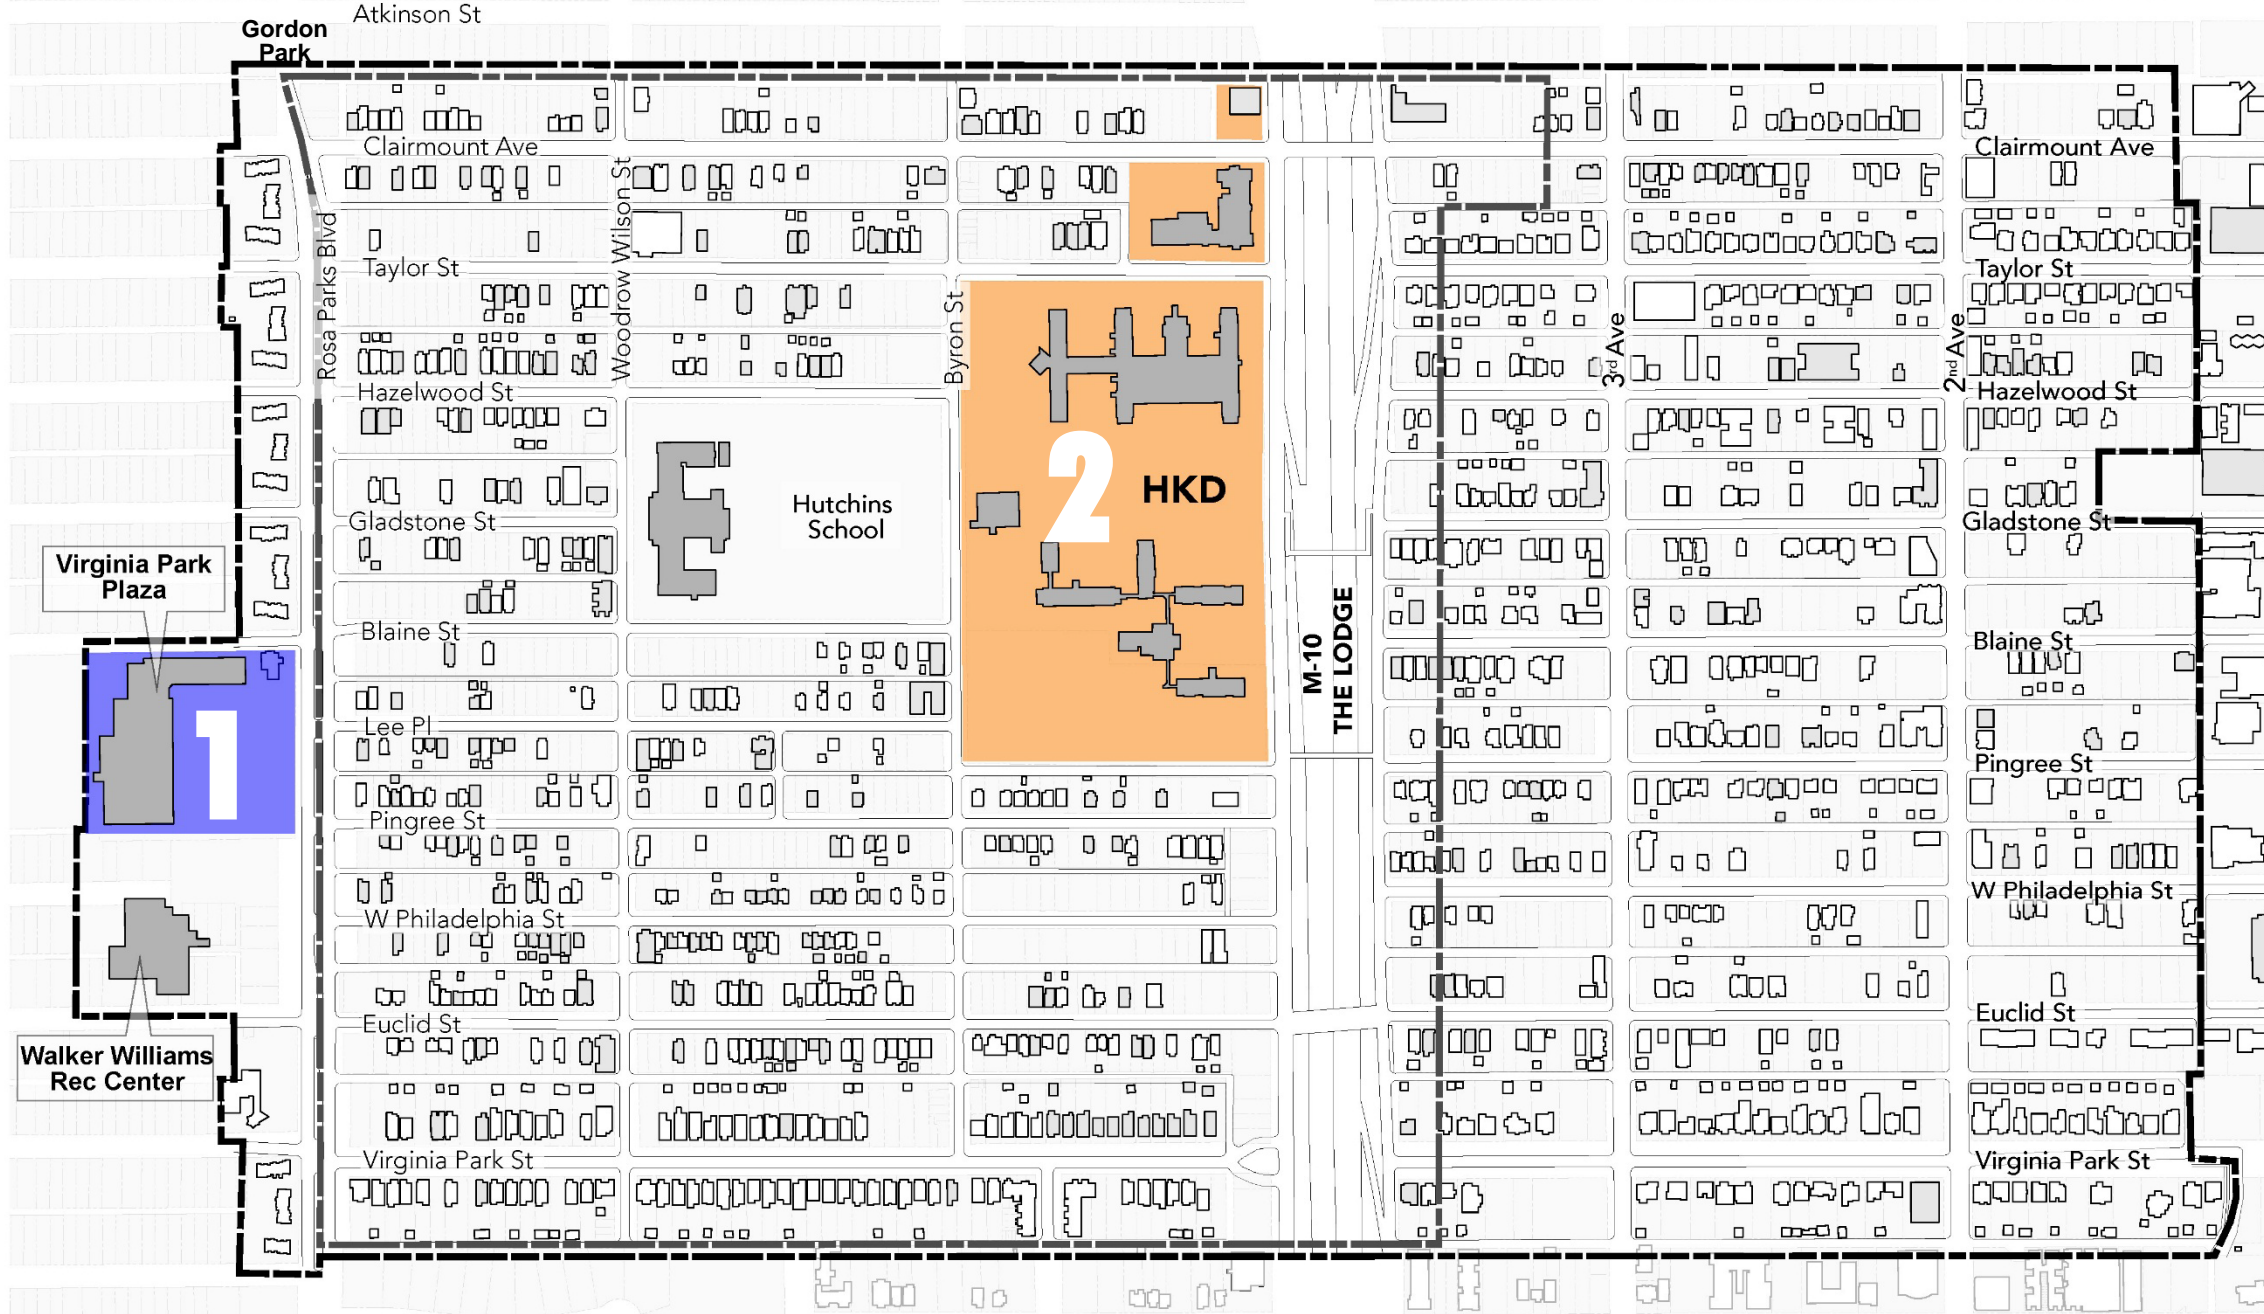 Atkinson St
Gordon
Park
Clairmount Ave
Clairmount Ave
Rosa Parks Blvd
Woodrow Wilson St
Taylor St
Taylor St
Byron St
3rd Ave
2nd Ave
Hazelwood St
Hazelwood St
2
HKD
Hutchins
School
Gladstone St
Gladstone St
Virginia Park
Plaza
M-10
THE LODGE
Blaine St
Blaine St
1
Lee Pl
Pingree St
Pingree St
W Philadelphia St
W Philadelphia St
Euclid St
Euclid St
Walker Williams
Rec Center
Virginia Park St
Virginia Park St